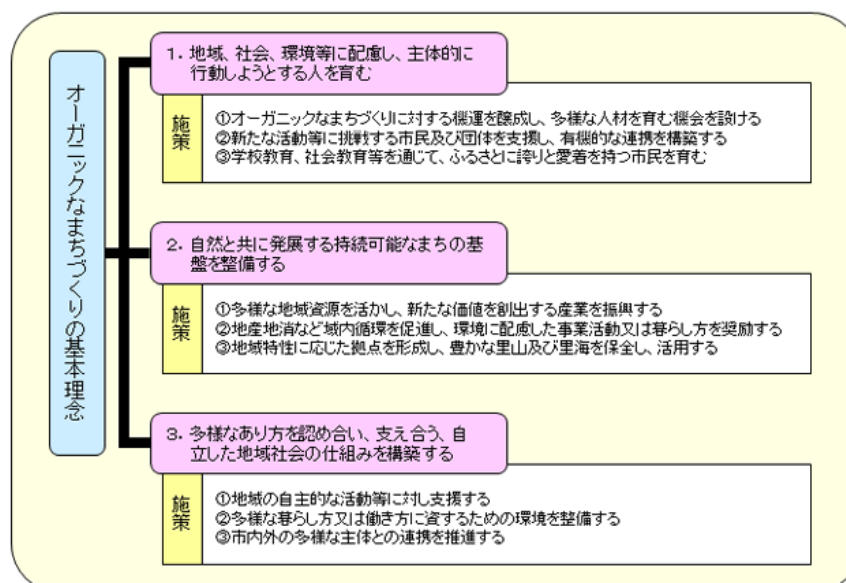 オーガニックなまちづくりの基本理念
1．地域、社会、環境等に配慮し、主体的に
行動しようとする人を育む
施策
①オーガニックなまちづくりに対する機運を醸成し、多様な人材を育む機会を設ける
②新たな活動等に挑戦する市民及び団体を支援し、有機的な連携を構築する
③学校教育、社会教育等を通じて、ふるさとに誇りと愛着を持つ市民を育む
2．自然と共に発展する持続可能なまちの基
盤を整備する
施策
①多様な地域資源を活かし、新たな価値を創出する産業を振興する
②地産地消など域内循環を促進し、環境に配慮した事業活動又は暮らし方を奨励する
③地域特性に応じた拠点を形成し、豊かな里山及び里海を保全し、活用する
3．多様なあり方を認め合い、支え合う、自
立した地域社会の仕組みを構築する
施策
①地域の自主的な活動等に対し支援する
②多様な暮らし方又は働き方に資するための環境を整備する
③市内外の多様な主体との連携を推進する